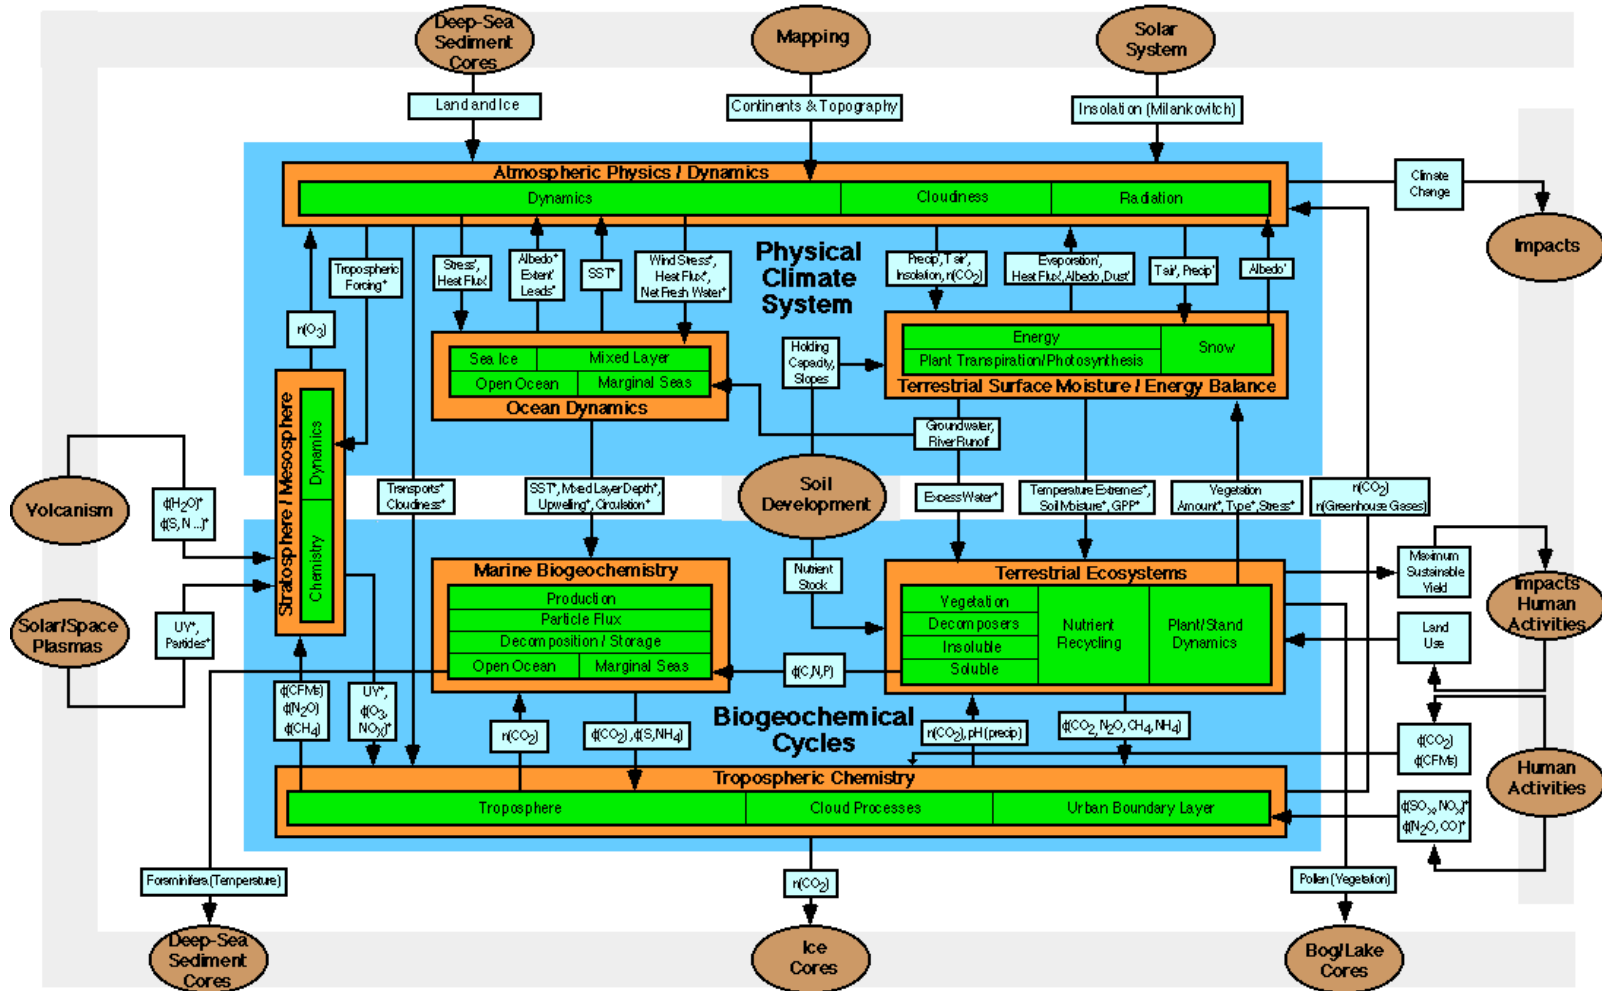 Deep-Sea
Sediment
Cores
Mapping
Solar
System
Land and Ice
Continents & Topography
Insolation (Milankovitch)
Atmospheric Physics / Dynamics
Dynamics
Cloudiness
Radiation
Climate
Change
Impacts
Physical
Climate
System
Tropospheric
Forcing+
Stress',
Heat Flux
Albedo+
Extent'
Leads+
SST+
Wind Stress+,
Heat Flux+,
Net Fresh Water+
Precip', Tair',
Insolation, n(CO2)
Evaporation',
Heat Flux', Albedo, Dust'
Tair', Precip'
Albedo'
n(O3)
Sea Ice
Mixed Layer
Open Ocean
Marginal Seas
Ocean Dynamics
Holding
Capacity,
Slopes
Energy
Plant Transpiration/Photosynthesis
Snow
Terrestrial Surface Moisture / Energy Balance
Groundwater,
River Runoff
Stratosphere / Mesosphere
Dynamics
Chemistry
Volcanism
ϕ(H2O)+
ϕ(S, N ...)+
Transports+
Cloudiness+
SST+, Mixed Layer Depth+,
Upwelling+, Circulation+
Soil
Development
Excess Water+
Temperature Extremes+,
Soil Moisture+, GPP+
Vegetation
Amount+, Type+, Stress+
n(CO2)
n(Greenhouse Gases)
Solar/Space
Plasmas
UV+,
Particles+
Marine Biogeochemistry
Production
Particle Flux
Decomposition / Storage
Open Ocean
Marginal Seas
Nutrient
Stock
Terrestrial Ecosystems
Vegetation
Decomposers
Insoluble
Soluble
Nutrient
Recycling
Plant/Stand
Dynamics
Maximum
Sustainable
Yield
Impacts
Human
Activities
Land
Use
ϕ(C,N,P)
ϕ(CFMs)
ϕ(N2O)
ϕ(CH4)
UV+,
ϕ(O3,
NOx)+
n(CO2)
ϕ(CO2), ϕ(S,NH4)
Biogeochemical
Cycles
n(CO2), pH(precip)
ϕ(CO2, N2O, CH4, NH4)
ϕ(CO2)
ϕ(CFMs)
Human
Activities
ϕ(SOx, NOx)+
ϕ(N2O, CO)+
Tropospheric Chemistry
Troposphere
Cloud Processes
Urban Boundary Layer
Foraminifera (Temperature)
n(CO2)
Pollen (Vegetation)
Deep-Sea
Sediment
Cores
Ice
Cores
Bog/Lake
Cores